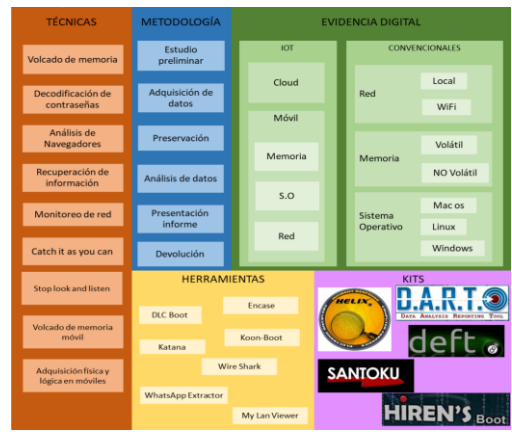 TÉCNICAS
Volcado de memoria
Decodificación de
contraseñas
Análisis de
Navegadores
Recuperación de
información
Monitoreo de red
Catch it as you can
Stop look and listen
Volcado de memoria
móvil
Adquisición física y
lógica en móviles
METODOLOGÍA
Estudio
preliminar
Adquisición de
datos
Preservación
Análisis de datos
Presentación
informe
Devolución
EVIDENCIA DIGITAL
IOT
Cloud
Móvil
Memoria
S.O
Red
CONVENCIONALES
Red
Local
WiFi
Memoria
Volátil
NO Volátil
Sistema
Operativo
Mac os
Linux
Windows
HERRAMIENTAS
DLC Boot
Encase
Katana
Koon-Boot
Wire Shark
WhatsApp Extractor
My Lan Viewer
KITS
HELIX
D.A.R.T.
DATA ANALYSIS REPORTING TOOL
deft
SANTOKU
HIREN'S Boot